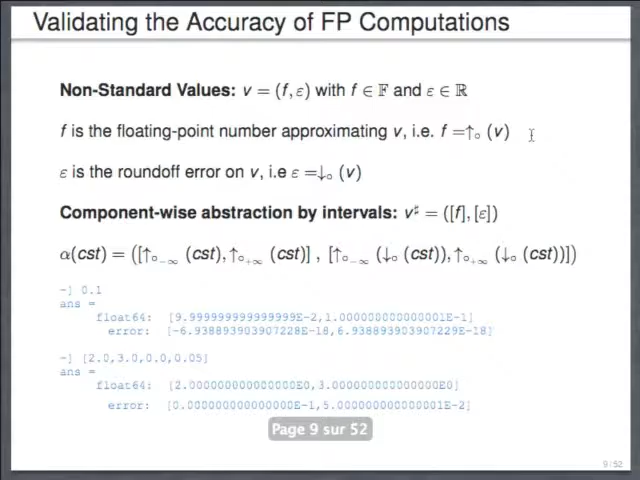 Validating the Accuracy of FP Computations
Non-Standard Values: v = (f, ε) with f ∈ 𝔽 and ε ∈ ℝ
f is the floating-point number approximating v, i.e. f =↑∘ (v)
ε is the roundoff error on v, i.e ε =↓∘ (v)
Component-wise abstraction by intervals: v♯ = ([f], [ε])
α(cst) = ([↑∘−∞ (cst), ↑∘+∞ (cst)] , [↑∘−∞ (↓∘ (cst)), ↑∘+∞ (↓∘ (cst))])
-] 0.1
ans =
float64: [9.999999999999999E-2,1.000000000000001E-1]
error: [-6.938893903907228E-18,6.938893903907229E-18]
-] [2.0,3.0,0.0,0.05]
ans =
float64: [2.000000000000000E0,3.000000000000000E0]
error: [0.000000000000000E-1,5.000000000000001E-2]
Page 9 sur 52
9 / 52